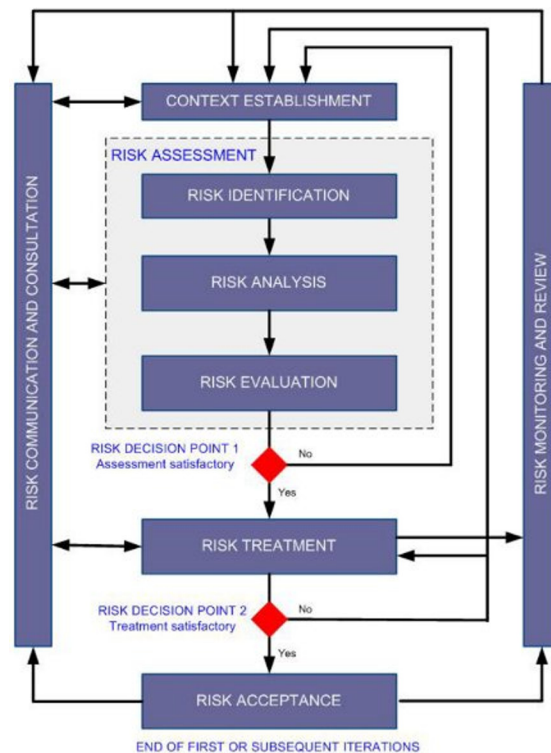 CONTEXT ESTABLISHMENT
RISK ASSESSMENT
RISK IDENTIFICATION
RISK ANALYSIS
RISK EVALUATION
RISK COMMUNICATION AND CONSULTATION
RISK MONITORING AND REVIEW
RISK DECISION POINT 1
Assessment satisfactory
No
Yes
RISK TREATMENT
RISK DECISION POINT 2
Treatment satisfactory
No
Yes
RISK ACCEPTANCE
END OF FIRST OR SUBSEQUENT ITERATIONS